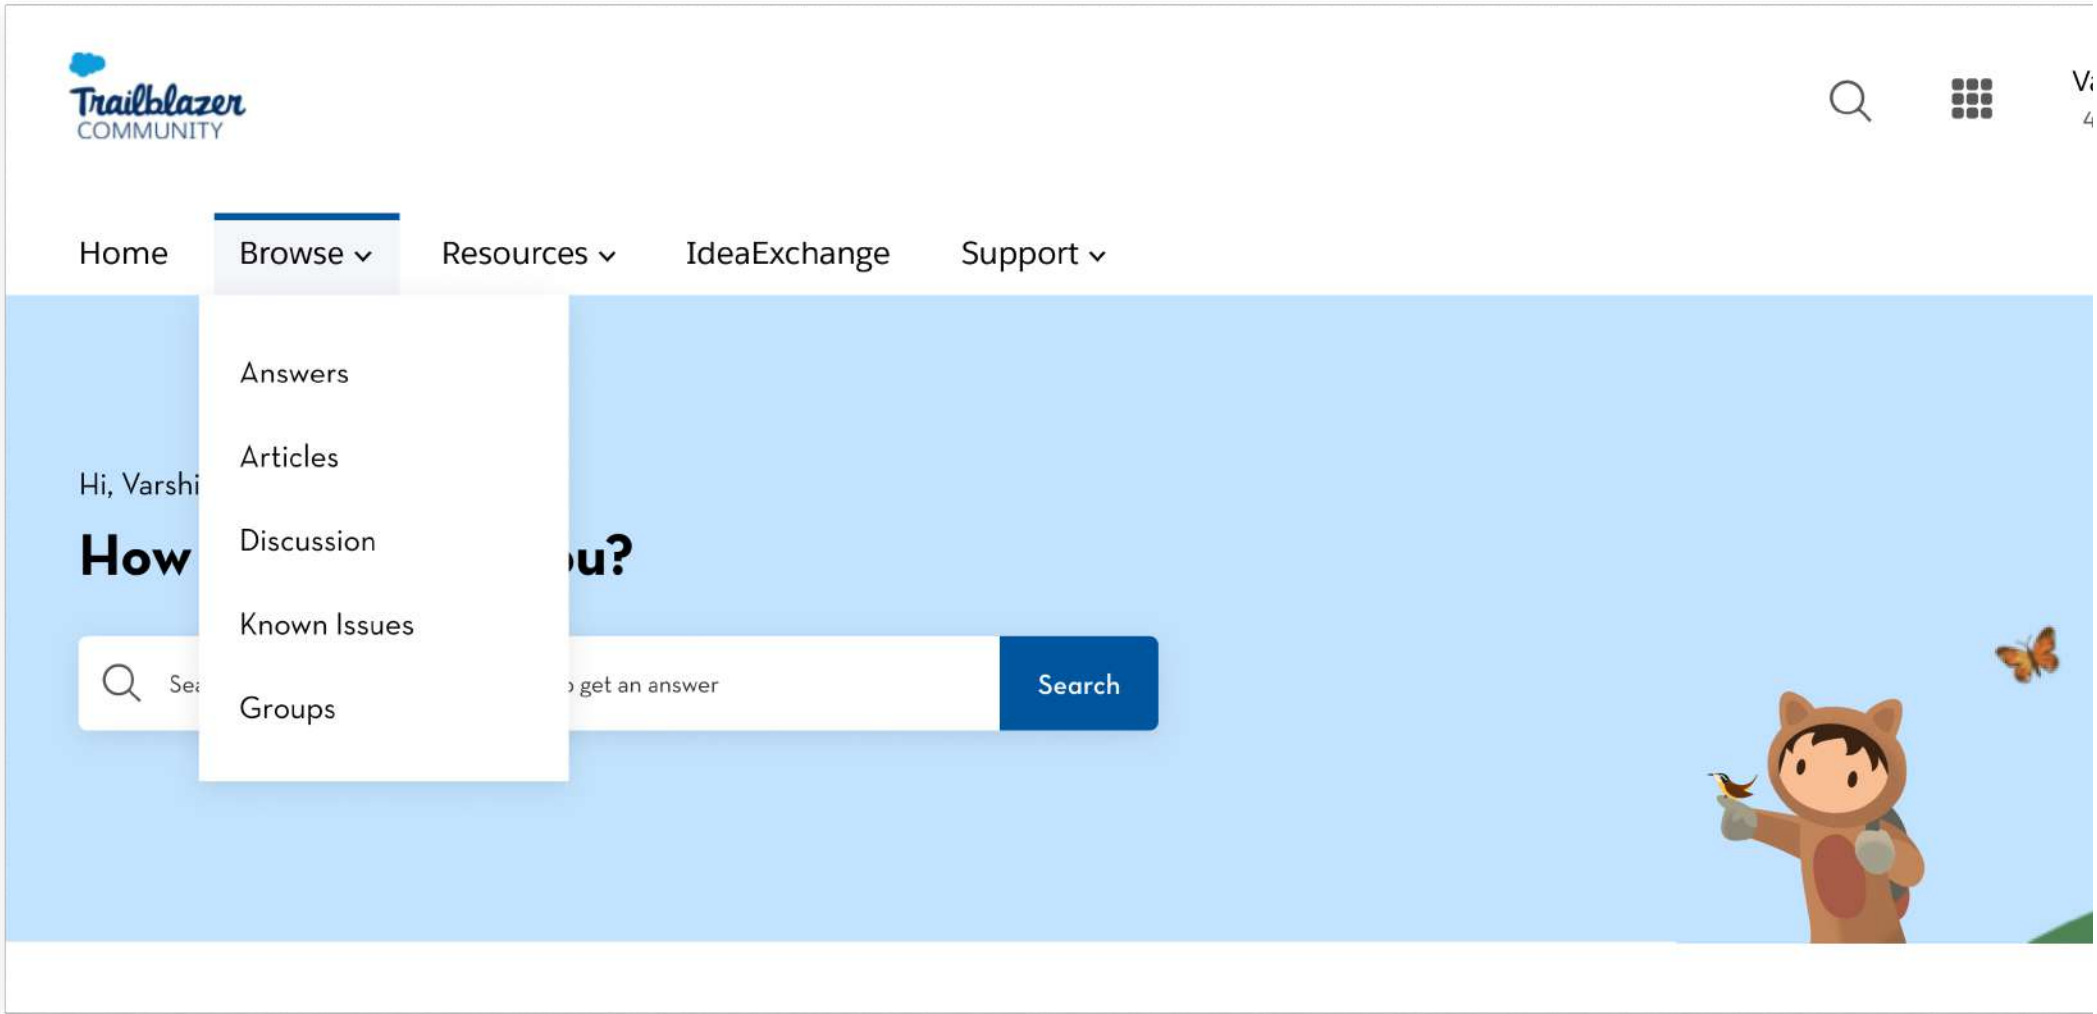 Trailblazer
COMMUNITY
Home Browse Resources IdeaExchange Support
Answers
Articles
Hi, Varshi
Discussion
How u?
Known Issues
get an answer Search
Groups